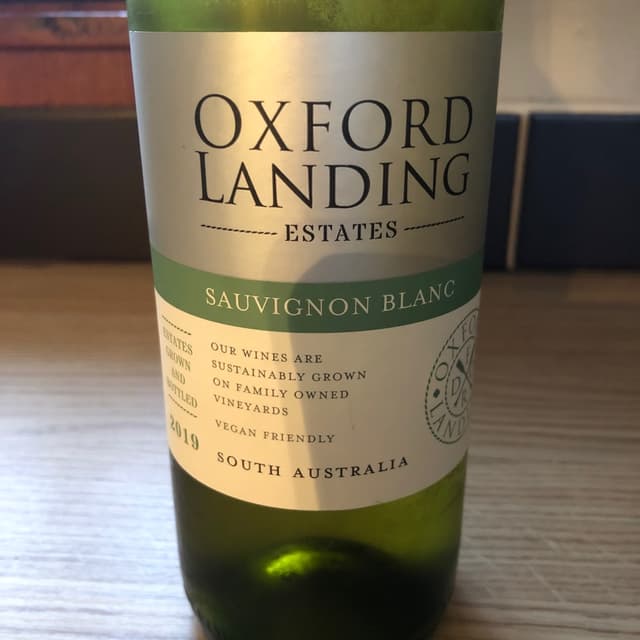 OXFORD
LANDING
ESTATES
SAUVIGNON BLANC
ESTATES
GROWN
AND
BOTTLED
2019
OUR WINES ARE
SUSTAINABLY GROWN
ON FAMILY OWNED
VINEYARDS
VEGAN FRIENDLY
SOUTH AUSTRALIA